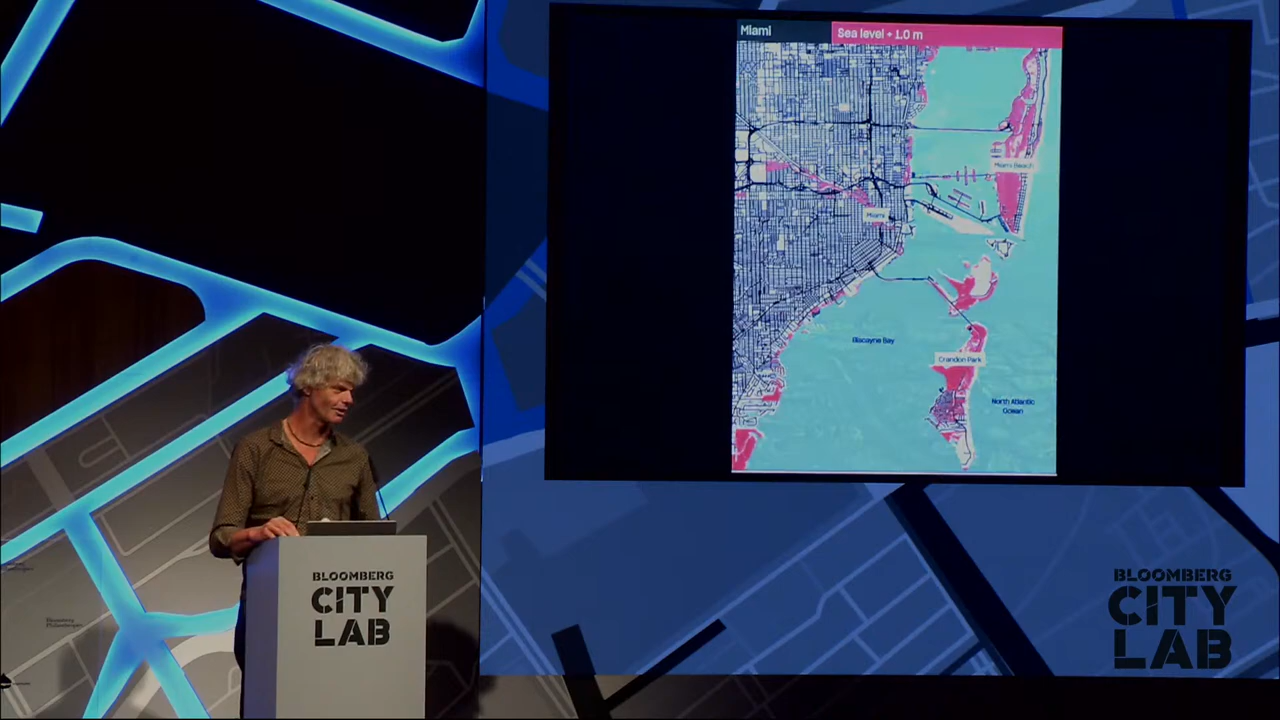 Miami
Sea level + 1.0 m
Miami Beach
Miami
Biscayne Bay
Crandon Park
North Atlantic
Ocean
BLOOMBERG
CITY
LAB
BLOOMBERG
CITY
LAB